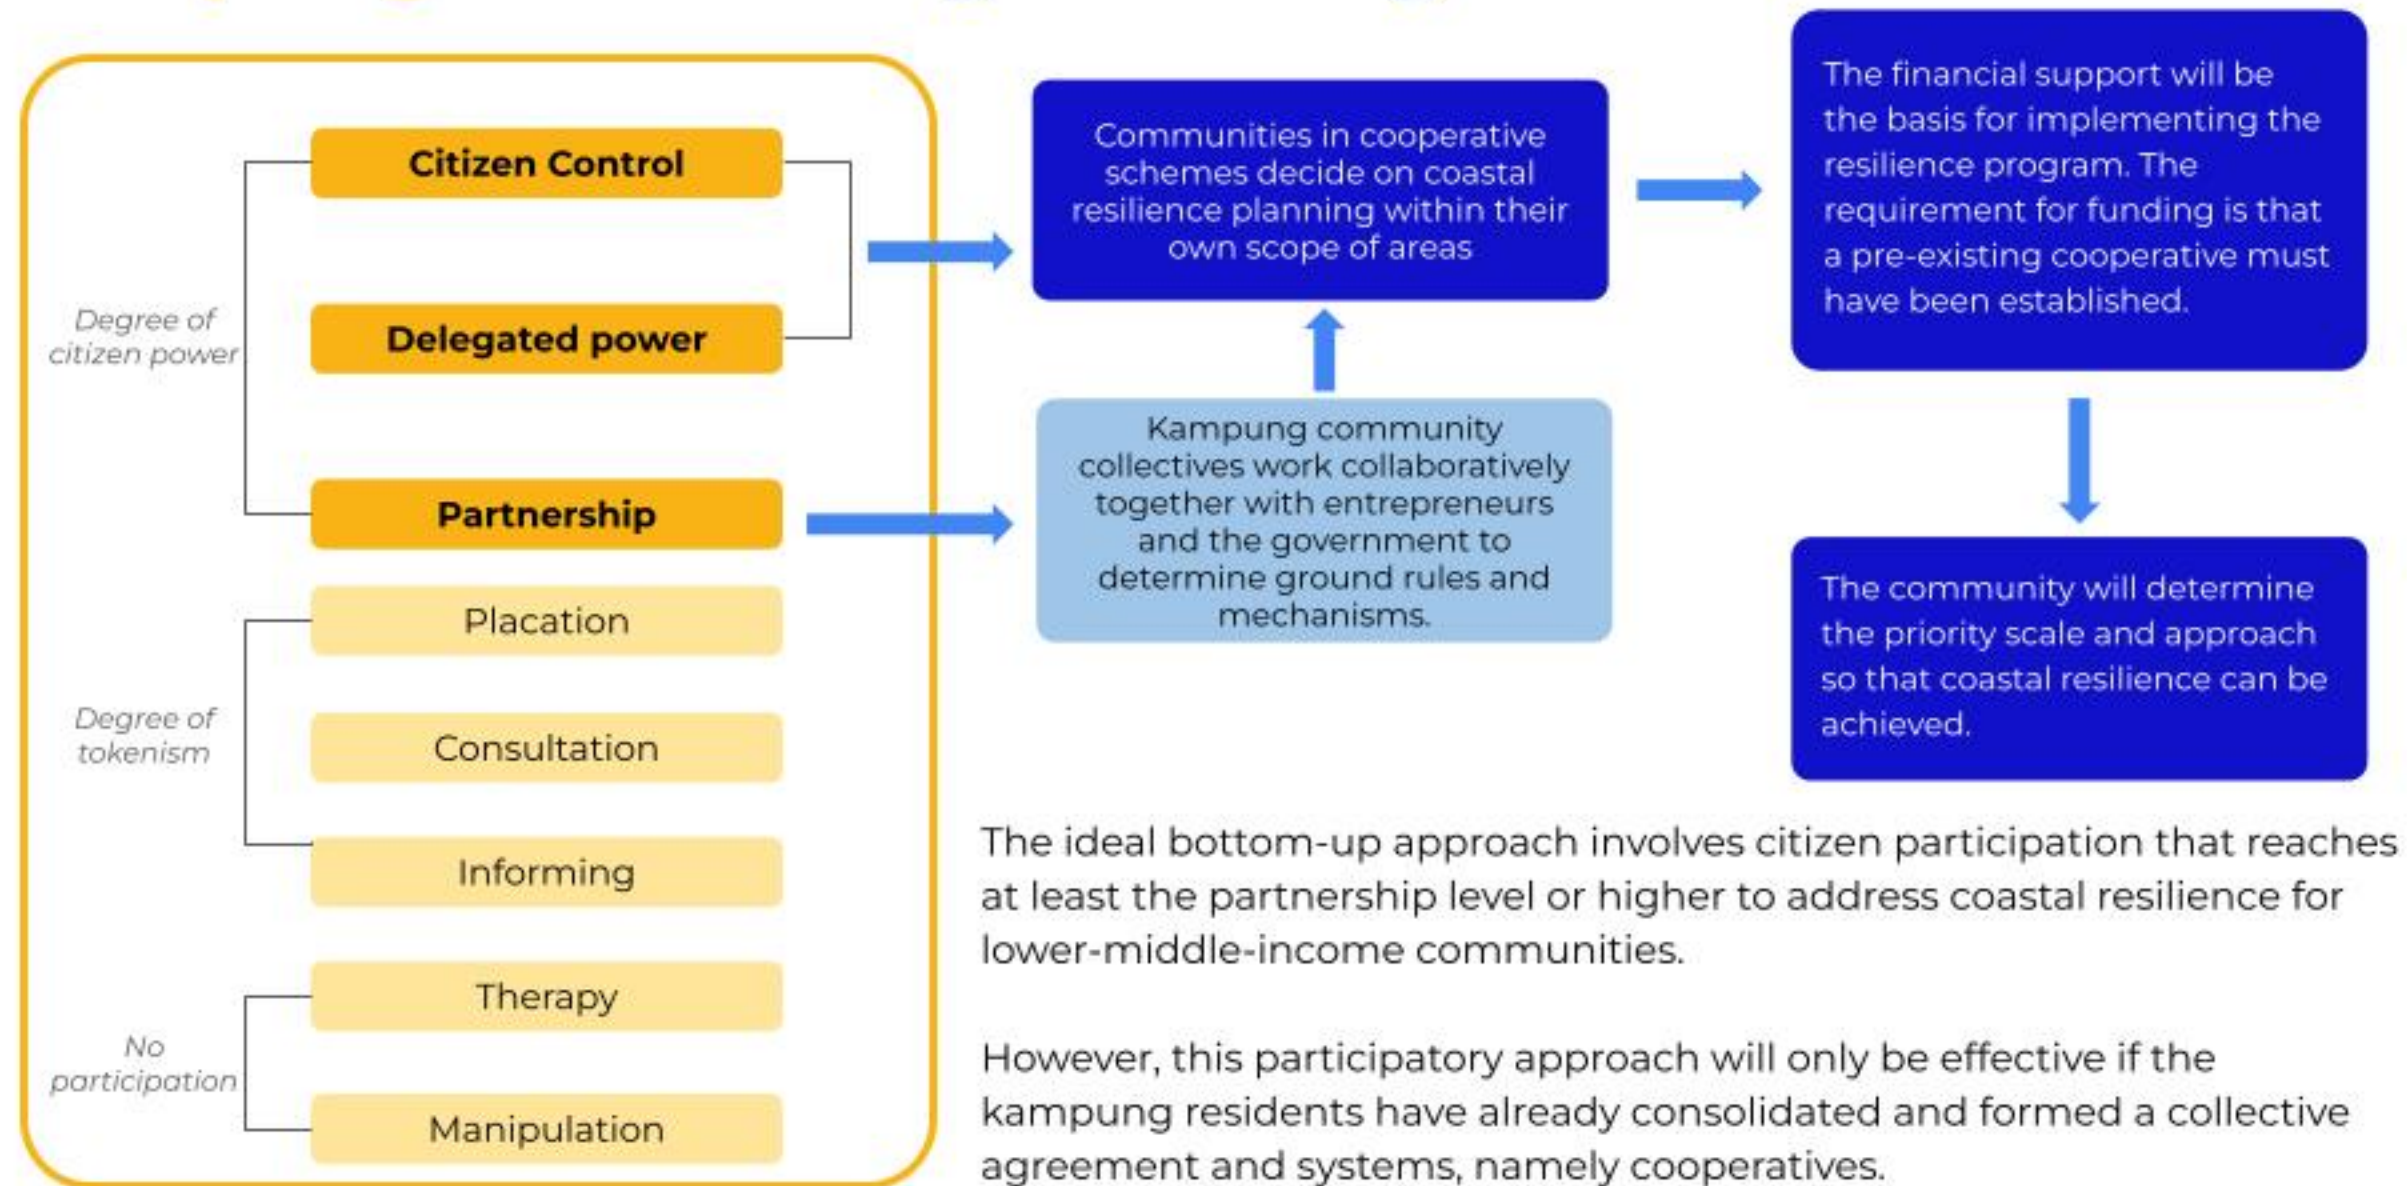 Citizen Control
Delegated power
Partnership
Degree of
citizen power
Placation
Consultation
Informing
Degree of
tokenism
Therapy
Manipulation
No
participation
Communities in cooperative
schemes decide on coastal
resilience planning within their
own scope of areas
Kampung community
collectives work collaboratively
together with entrepreneurs
and the government to
determine ground rules and
mechanisms.
The financial support will be
the basis for implementing the
resilience program. The
requirement for funding is that
a pre-existing cooperative must
have been established.
The community will determine
the priority scale and approach
so that coastal resilience can be
achieved.
The ideal bottom-up approach involves citizen participation that reaches
at least the partnership level or higher to address coastal resilience for
lower-middle-income communities.
However, this participatory approach will only be effective if the
kampung residents have already consolidated and formed a collective
agreement and systems, namely cooperatives.